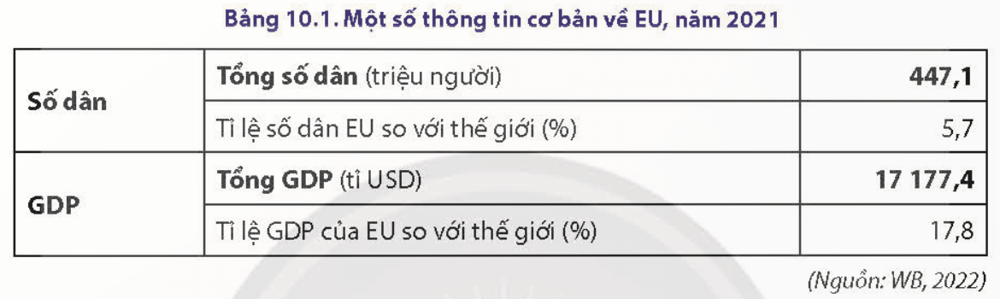 Bảng 10.1. Một số thông tin cơ bản về EU, năm 2021
Số dân
Tổng số dân (triệu người) 447,1
Tỉ lệ số dân EU so với thế giới (%) 5,7
GDP
Tổng GDP (tỉ USD) 17 177,4
Tỉ lệ GDP của EU so với thế giới (%) 17,8
(Nguồn: WB, 2022)